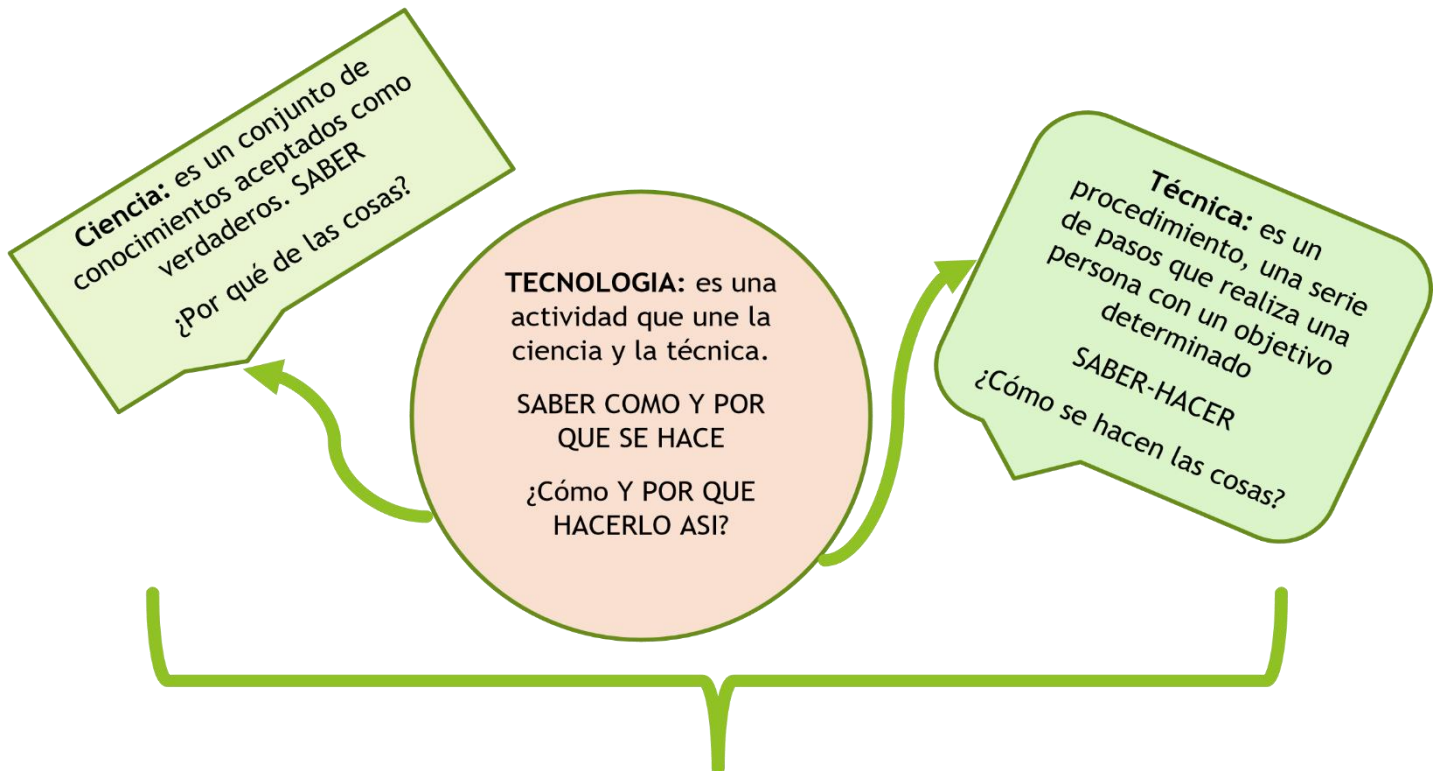 Ciencia: es un conjunto de
conocimientos aceptados como
verdaderos. SABER
¿Por qué de las cosas?
TECNOLOGIA: es una
actividad que une la
ciencia y la técnica.
SABER COMO Y POR
QUE SE HACE
¿Cómo Y POR QUE
HACERLO ASI?
Técnica: es un
procedimiento, una serie
de pasos que realiza una
persona con un objetivo
determinado
SABER-HACER
¿Cómo se hacen las cosas?